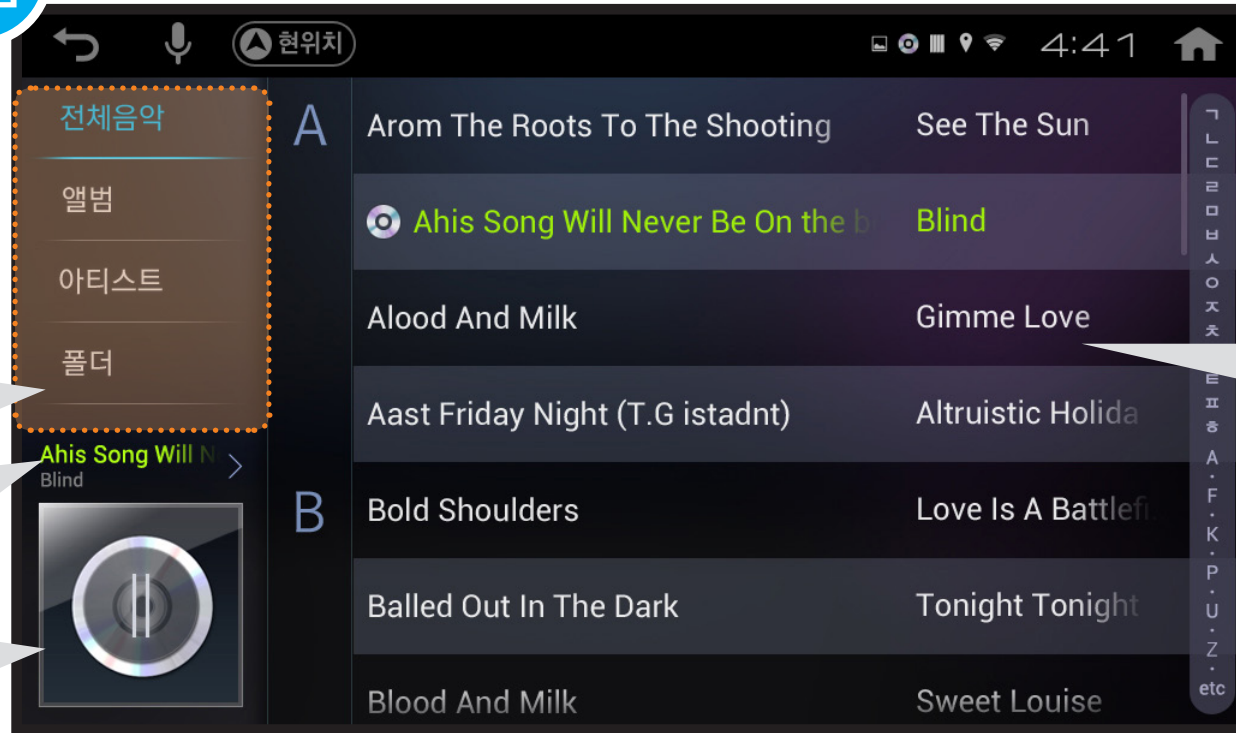 현위치
4:41
전체음악
앨범
아티스트
폴더
Ahis Song Will N
Blind
A
Arom The Roots To The Shooting See The Sun
Ahis Song Will Never Be On the b Blind
Alood And Milk Gimme Love
Aast Friday Night (T.G istadnt) Altruistic Holida
B
Bold Shoulders Love Is A Battlefi
Balled Out In The Dark Tonight Tonight
Blood And Milk Sweet Louise
ㄱ
ㄴ
ㄷ
ㄹ
ㅁ
ㅂ
ㅅ
ㅇ
ㅈ
ㅊ
ㅌ
ㅍ
ㅎ
A
·
F
·
K
·
P
·
U
·
Z
·
etc